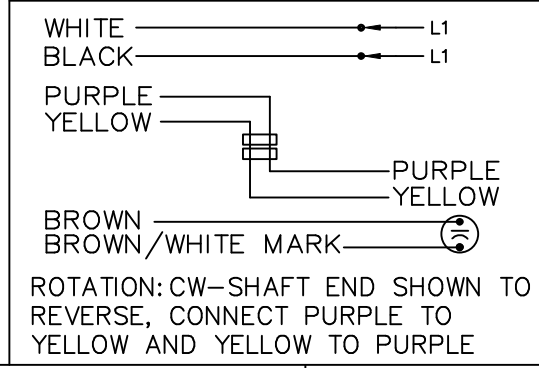 WHITE L1
BLACK L1
PURPLE
YELLOW
PURPLE
YELLOW
BROWN
BROWN/WHITE MARK
ROTATION: CW-SHAFT END SHOWN TO
REVERSE, CONNECT PURPLE TO
YELLOW AND YELLOW TO PURPLE